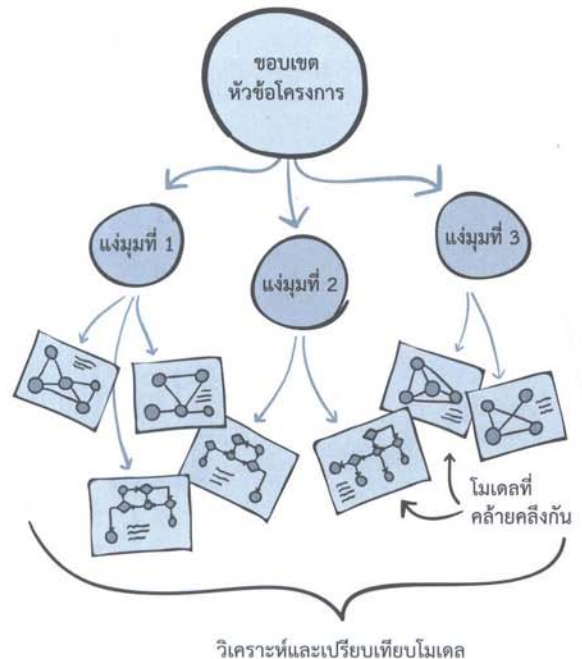 ขอบเขต
หัวข้อโครงการ
แง่มุมที่ 1
แง่มุมที่ 2
แง่มุมที่ 3
โมเดลที่
คล้ายคลึงกัน
วิเคราะห์และเปรียบเทียบโมเดล